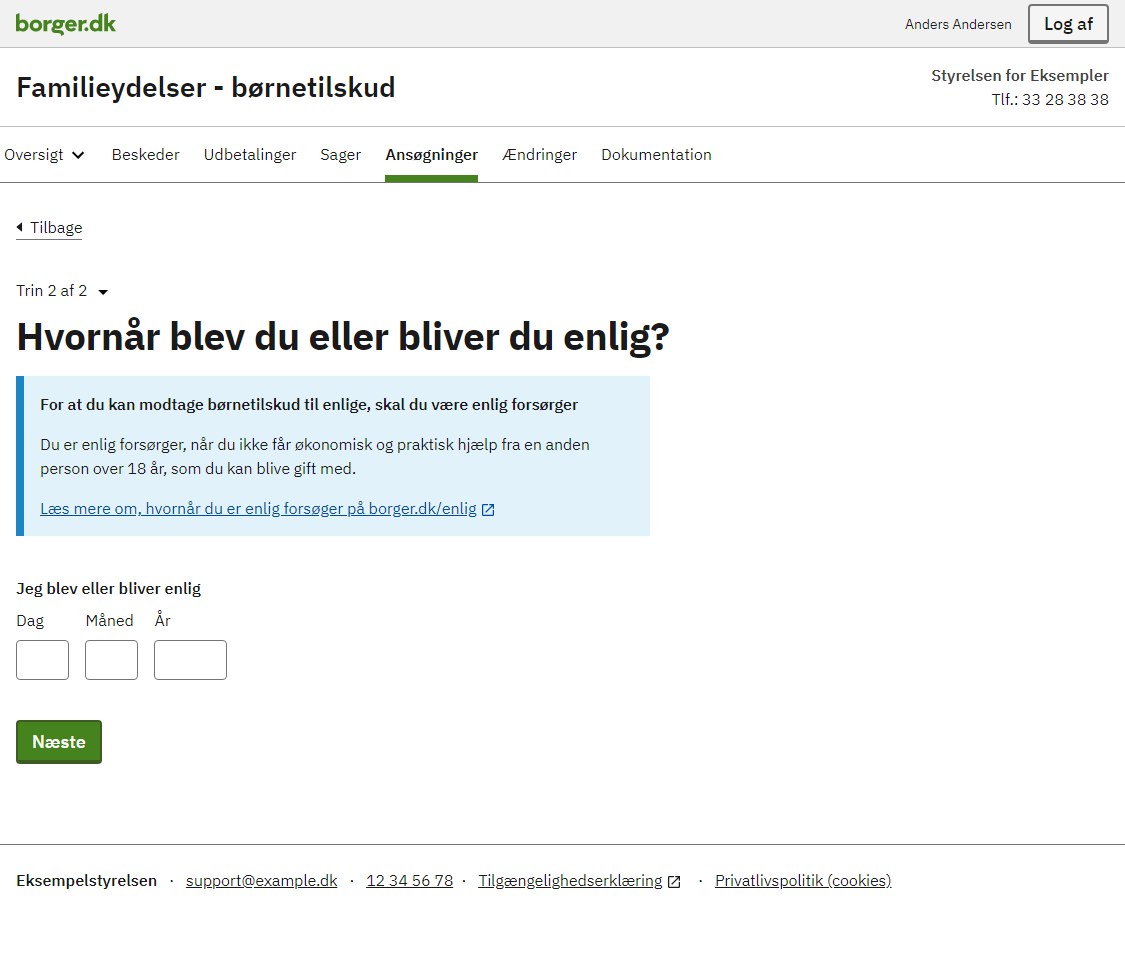 borger.dk
Anders Andersen
Log af
Familieydelser - børnetilskud
Styrelsen for Eksempler
Tlf.: 33 28 38 38
Oversigt Beskeder Udbetalinger Sager Ansøgninger Ændringer Dokumentation
Tilbage
Trin 2 af 2
Hvornår blev du eller bliver du enlig?
For at du kan modtage børnetilskud til enlige, skal du være enlig forsørger
Du er enlig forsørger, når du ikke får økonomisk og praktisk hjælp fra en anden
person over 18 år, som du kan blive gift med.
Læs mere om, hvornår du er enlig forsøger på borger.dk/enlig
Jeg blev eller bliver enlig
Dag Måned År
Næste
Eksempelstyrelsen · support@example.dk · 12 34 56 78 · Tilgængelighedserklæring · Privatlivspolitik (cookies)